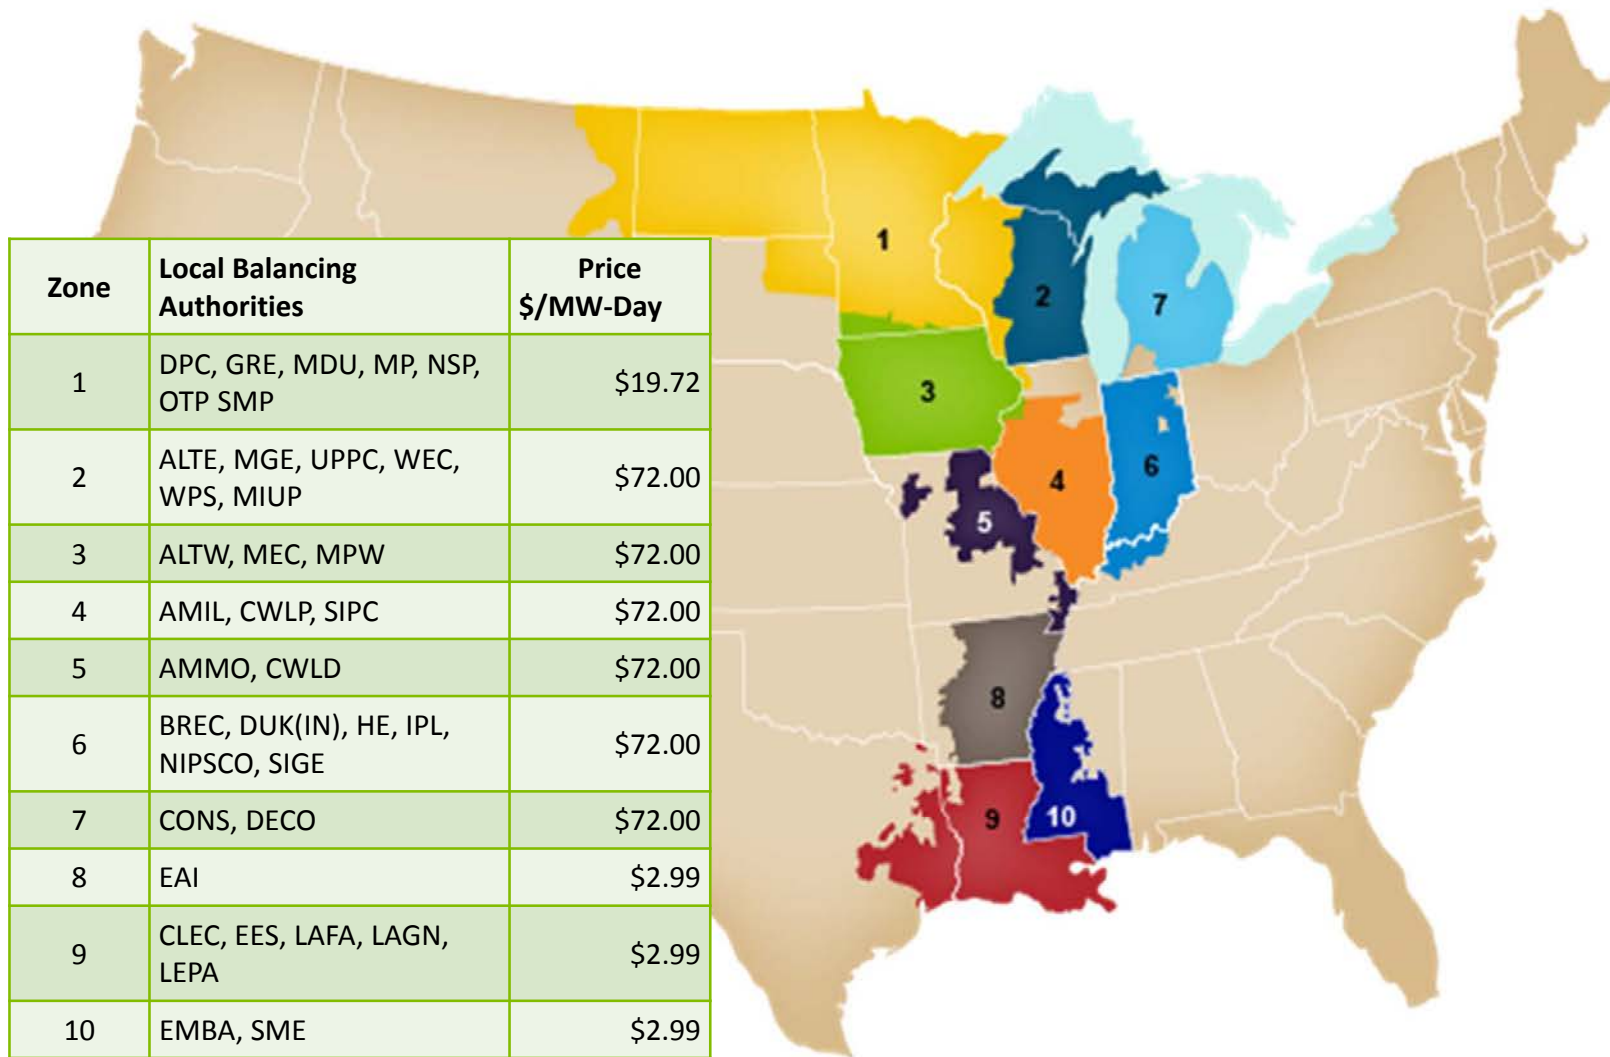 Zone
Local Balancing
Authorities
Price
$/MW-Day
1
DPC, GRE, MDU, MP, NSP,
OTP SMP
$19.72
2
ALTE, MGE, UPPC, WEC,
WPS, MIUP
$72.00
3
ALTW, MEC, MPW
$72.00
4
AMIL, CWLP, SIPC
$72.00
5
AMMO, CWLD
$72.00
6
BREC, DUK(IN), HE, IPL,
NIPSCO, SIGE
$72.00
7
CONS, DECO
$72.00
8
EAI
$2.99
9
CLEC, EES, LAFA, LAGN,
LEPA
$2.99
10
EMBA, SME
$2.99
1
2
7
3
6
4
5
8
9
10